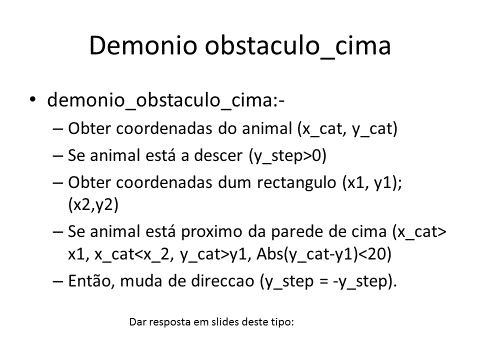 Demonio obstaculo_cima
• demonio_obstaculo_cima:-
– Obter coordenadas do animal (x_cat, y_cat)
– Se animal está a descer (y_step>0)
– Obter coordenadas dum rectangulo (x1, y1);
(x2,y2)
– Se animal está proximo da parede de cima (x_cat>
x1, x_cat<x_2, y_cat>y1, Abs(y_cat-y1)<20)
– Então, muda de direccao (y_step = -y_step).
Dar resposta em slides deste tipo: